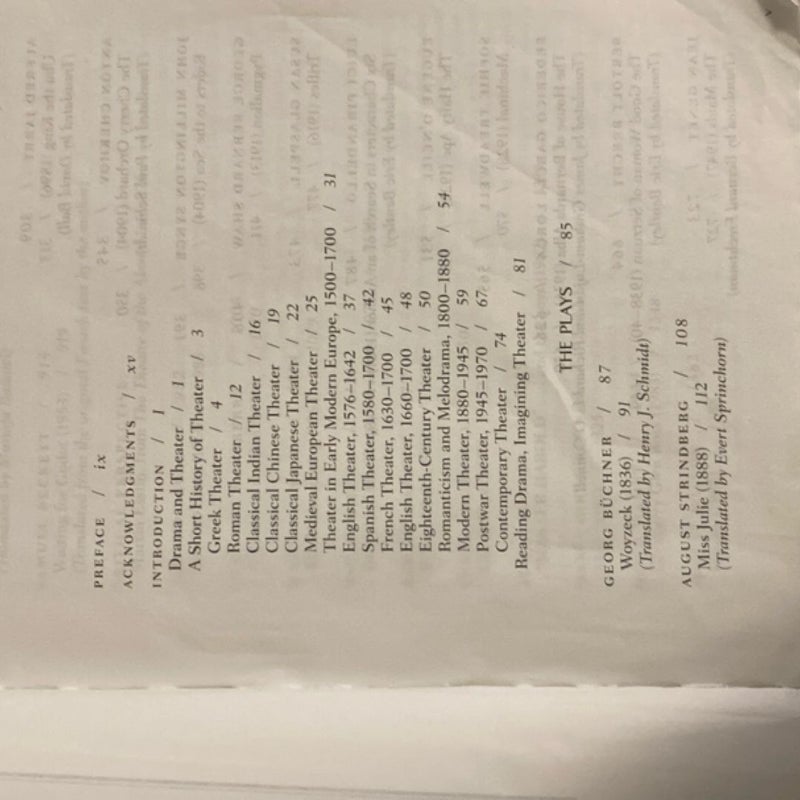 PREFACE / ix
ACKNOWLEDGMENTS / xv
INTRODUCTION / 1
Drama and Theater / 1
A Short History of Theater / 3
Greek Theater / 4
Roman Theater / 12
Classical Indian Theater / 16
Classical Chinese Theater / 19
Classical Japanese Theater / 22
Medieval European Theater / 25
Theater in Early Modern Europe, 1500–1700 / 31
English Theater, 1576–1642 / 37
Spanish Theater, 1580–1700 / 42
French Theater, 1630–1700 / 45
English Theater, 1660–1700 / 48
Eighteenth-Century Theater / 50
Romanticism and Melodrama, 1800–1880 / 54
Modern Theater, 1880–1945 / 59
Postwar Theater, 1945–1970 / 67
Contemporary Theater / 74
Reading Drama, Imagining Theater / 81
THE PLAYS / 85
GEORG BÜCHNER / 87
Woyzeck (1836) / 91
(Translated by Henry J. Schmidt)
AUGUST STRINDBERG / 108
Miss Julie (1888) / 112
(Translated by Evert Sprinchorn)